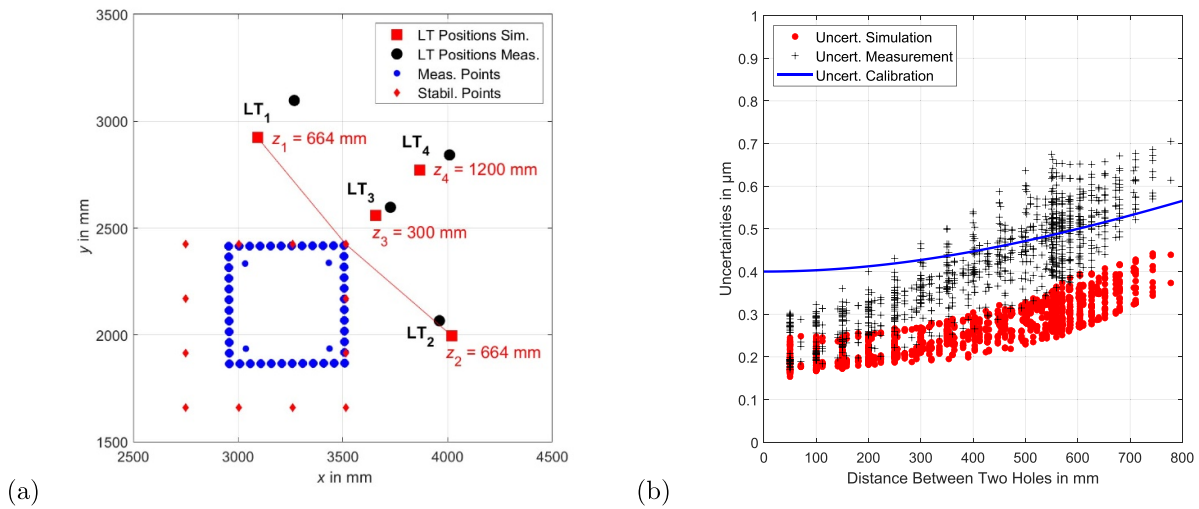 3500
3000
2500
2000
1500
y in mm
LT Positions Sim.
LT Positions Meas.
Meas. Points
Stabil. Points
LT1
z1 = 664 mm
LT4
z4 = 1200 mm
LT3
z3 = 300 mm
LT2
z2 = 664 mm
2500 3000 3500 4000 4500
x in mm
(a)
1
0.9
0.8
0.7
0.6
0.5
0.4
0.3
0.2
0.1
0
Uncertainties in µm
Uncert. Simulation
Uncert. Measurement
Uncert. Calibration
0 100 200 300 400 500 600 700 800
Distance Between Two Holes in mm
(b)